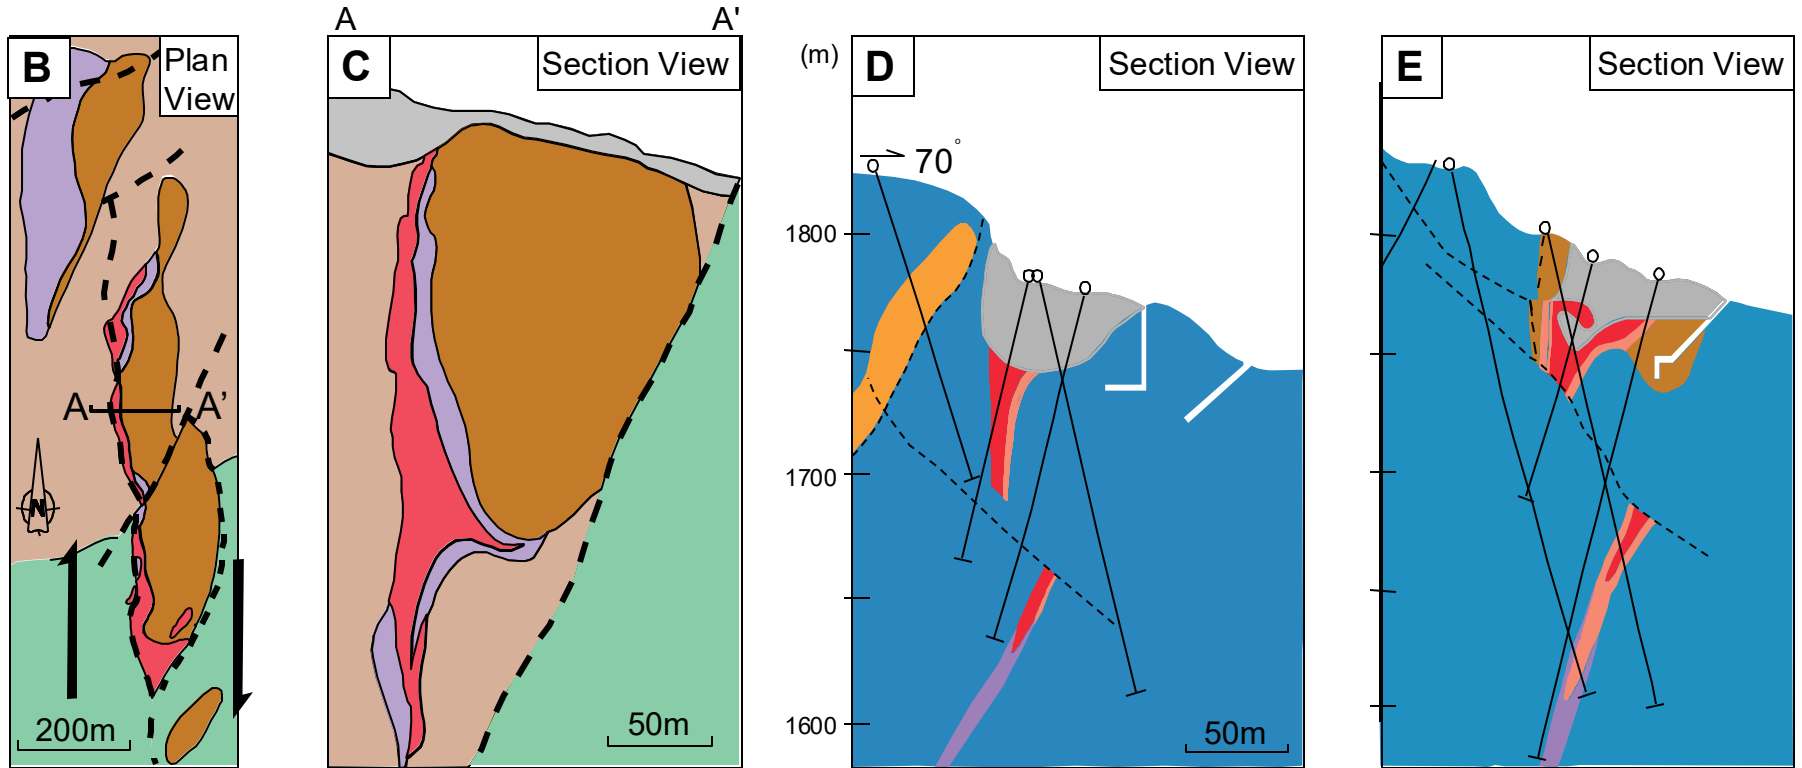 A A'
B Plan
View
C Section View
(m)
D Section View
E Section View
70°
1800
1700
1600
A A’
N
200m
50m
50m